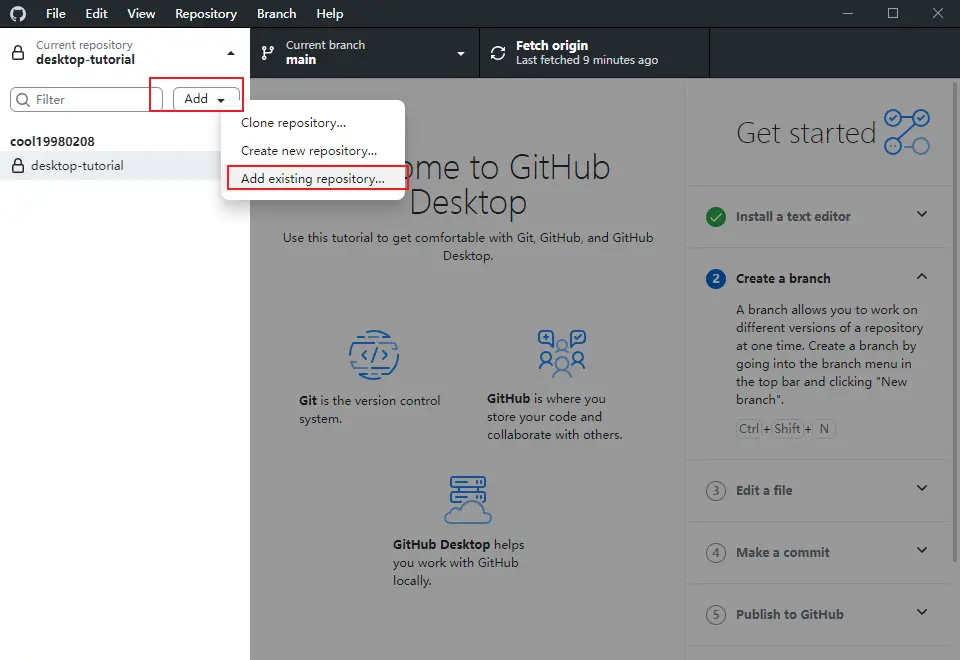 File Edit View Repository Branch Help
Current repository
desktop-tutorial
Current branch
main
Fetch origin
Last fetched 9 minutes ago
Filter
Add
Clone repository...
Create new repository...
Add existing repository...
cool19980208
desktop-tutorial
ome to GitHub
Desktop
Use this tutorial to get comfortable with Git, GitHub, and GitHub
Desktop.
Git is the version control
system.
GitHub is where you
store your code and
collaborate with others.
GitHub Desktop helps
you work with GitHub
locally.
Get started
Install a text editor
2 Create a branch
A branch allows you to work on
different versions of a repository
at one time. Create a branch by
going into the branch menu in
the top bar and clicking "New
branch".
Ctrl + Shift + N
3 Edit a file
4 Make a commit
5 Publish to GitHub